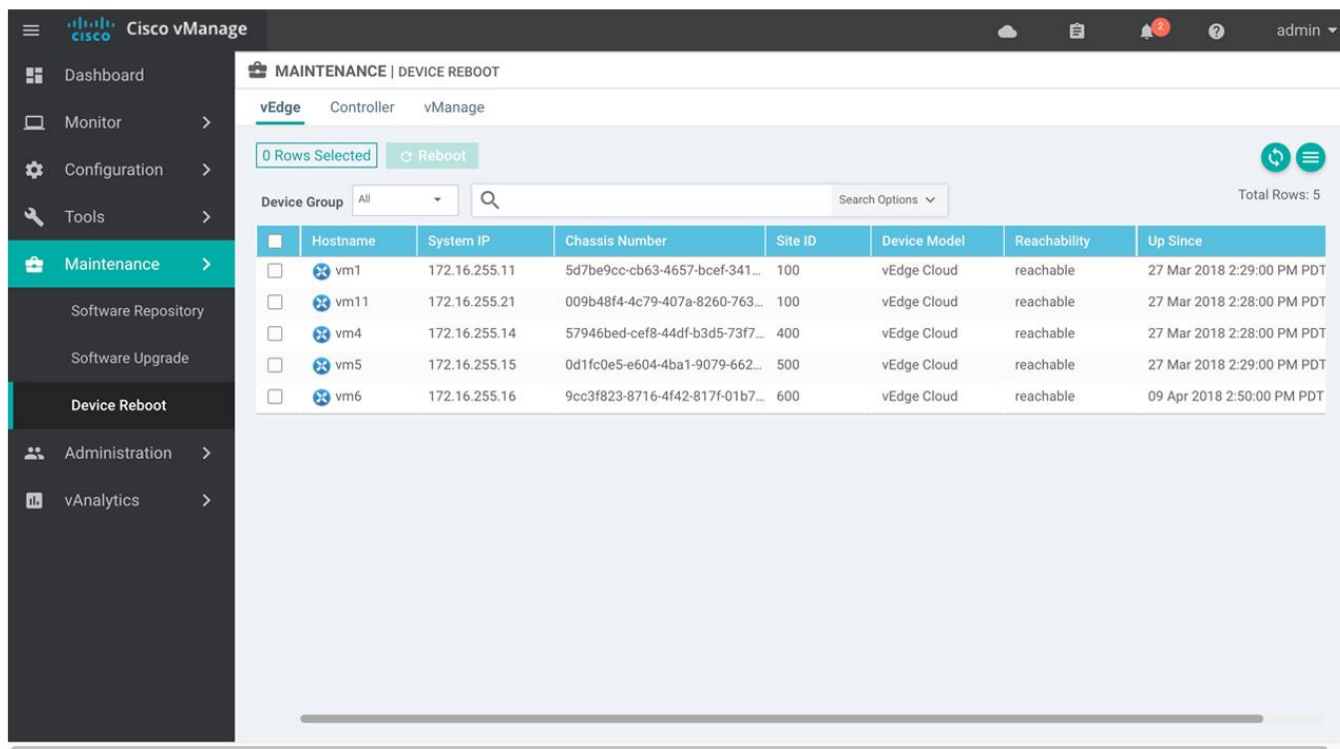 cisco Cisco vManage 2 admin
Dashboard
Monitor
Configuration
Tools
Maintenance
Software Repository
Software Upgrade
Device Reboot
Administration
vAnalytics
MAINTENANCE | DEVICE REBOOT
vEdge Controller vManage
0 Rows Selected Reboot
Device Group All Search Options Total Rows: 5
Hostname System IP Chassis Number Site ID Device Model Reachability Up Since
vm1 172.16.255.11 5d7be9cc-cb63-4657-bcef-341... 100 vEdge Cloud reachable 27 Mar 2018 2:29:00 PM PDT
vm11 172.16.255.21 009b48f4-4c79-407a-8260-763... 100 vEdge Cloud reachable 27 Mar 2018 2:28:00 PM PDT
vm4 172.16.255.14 57946bed-cef8-44df-b3d5-73f7... 400 vEdge Cloud reachable 27 Mar 2018 2:28:00 PM PDT
vm5 172.16.255.15 0d1fc0e5-e604-4ba1-9079-662... 500 vEdge Cloud reachable 27 Mar 2018 2:29:00 PM PDT
vm6 172.16.255.16 9cc3f823-8716-4f42-817f-01b7... 600 vEdge Cloud reachable 09 Apr 2018 2:50:00 PM PDT